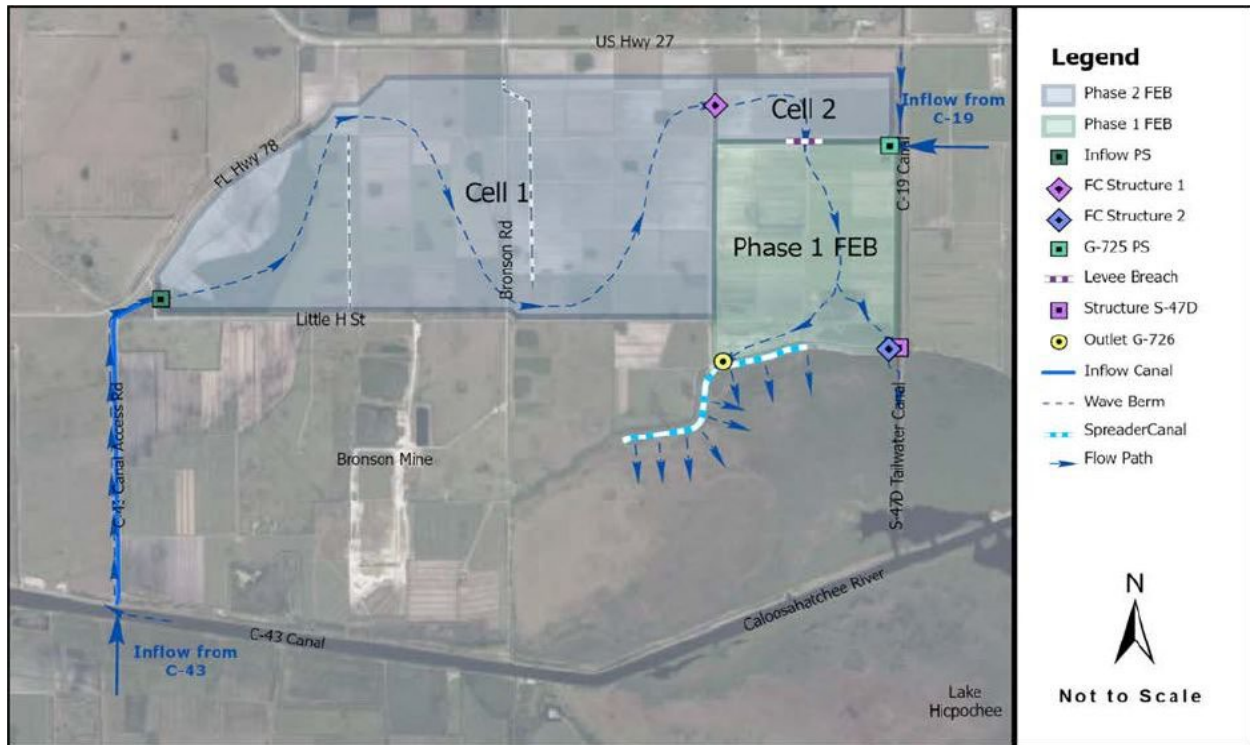 US Hwy 27
Legend
Phase 2 FEB
Phase 1 FEB
Inflow PS
FC Structure 1
FC Structure 2
G-725 PS
Levee Breach
Structure S-47D
Outlet G-726
Inflow Canal
Wave Berm
SpreaderCanal
Flow Path
N
Not to Scale
Inflow from
C-19
Cell 2
C-19 Canal
FL Hwy 78
Cell 1
Bronson Rd
Phase 1 FEB
Little H St
C-43 Canal Access Rd
Bronson Mine
S-47D Tailwater Canal
Caloosahatchee River
C-43 Canal
Inflow from
C-43
Lake
Hicpochee